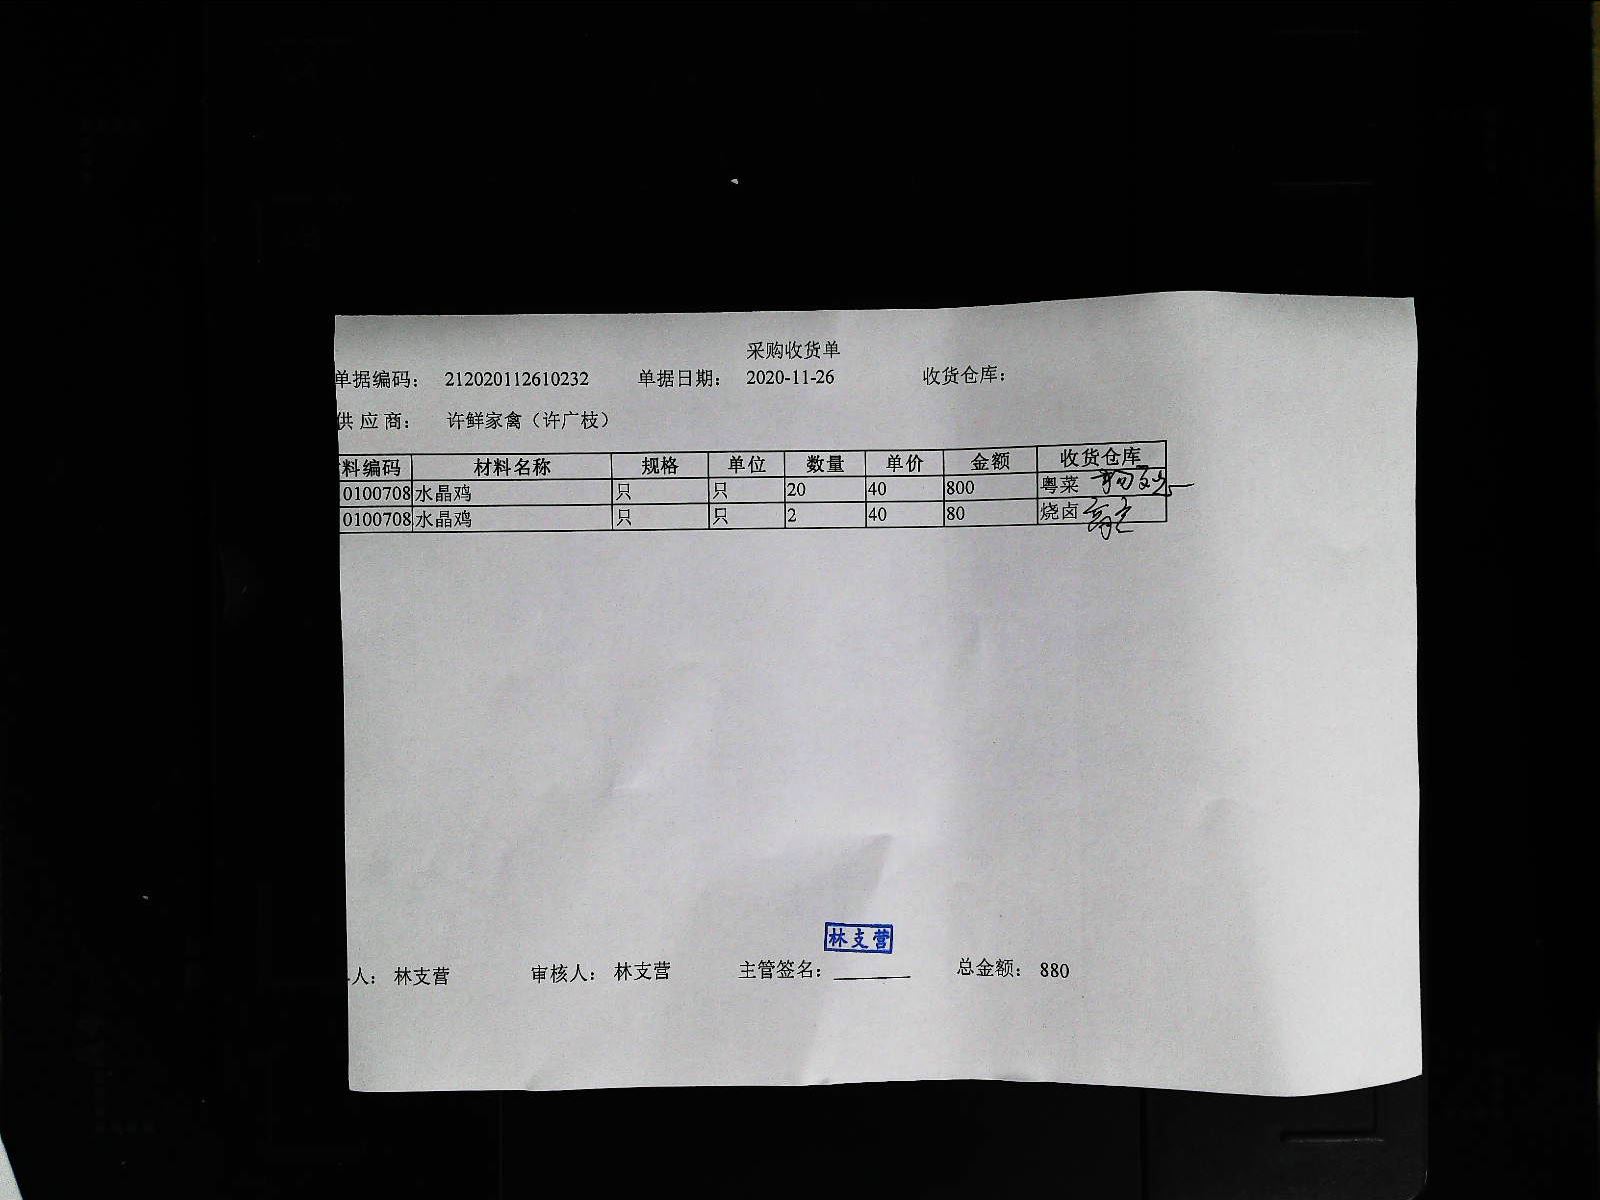 采购收货单
单据编码： 212020112610232 单据日期： 2020-11-26 收货仓库：
供应商： 许鲜家禽（许广枝）
料编码 材料名称 规格 单位 数量 单价 金额 收货仓库
0100708 水晶鸡 只 只 20 40 800 粤菜
0100708 水晶鸡 只 只 2 40 80 烧卤
林支营
人： 林支营 审核人： 林支营 主管签名： 总金额： 880